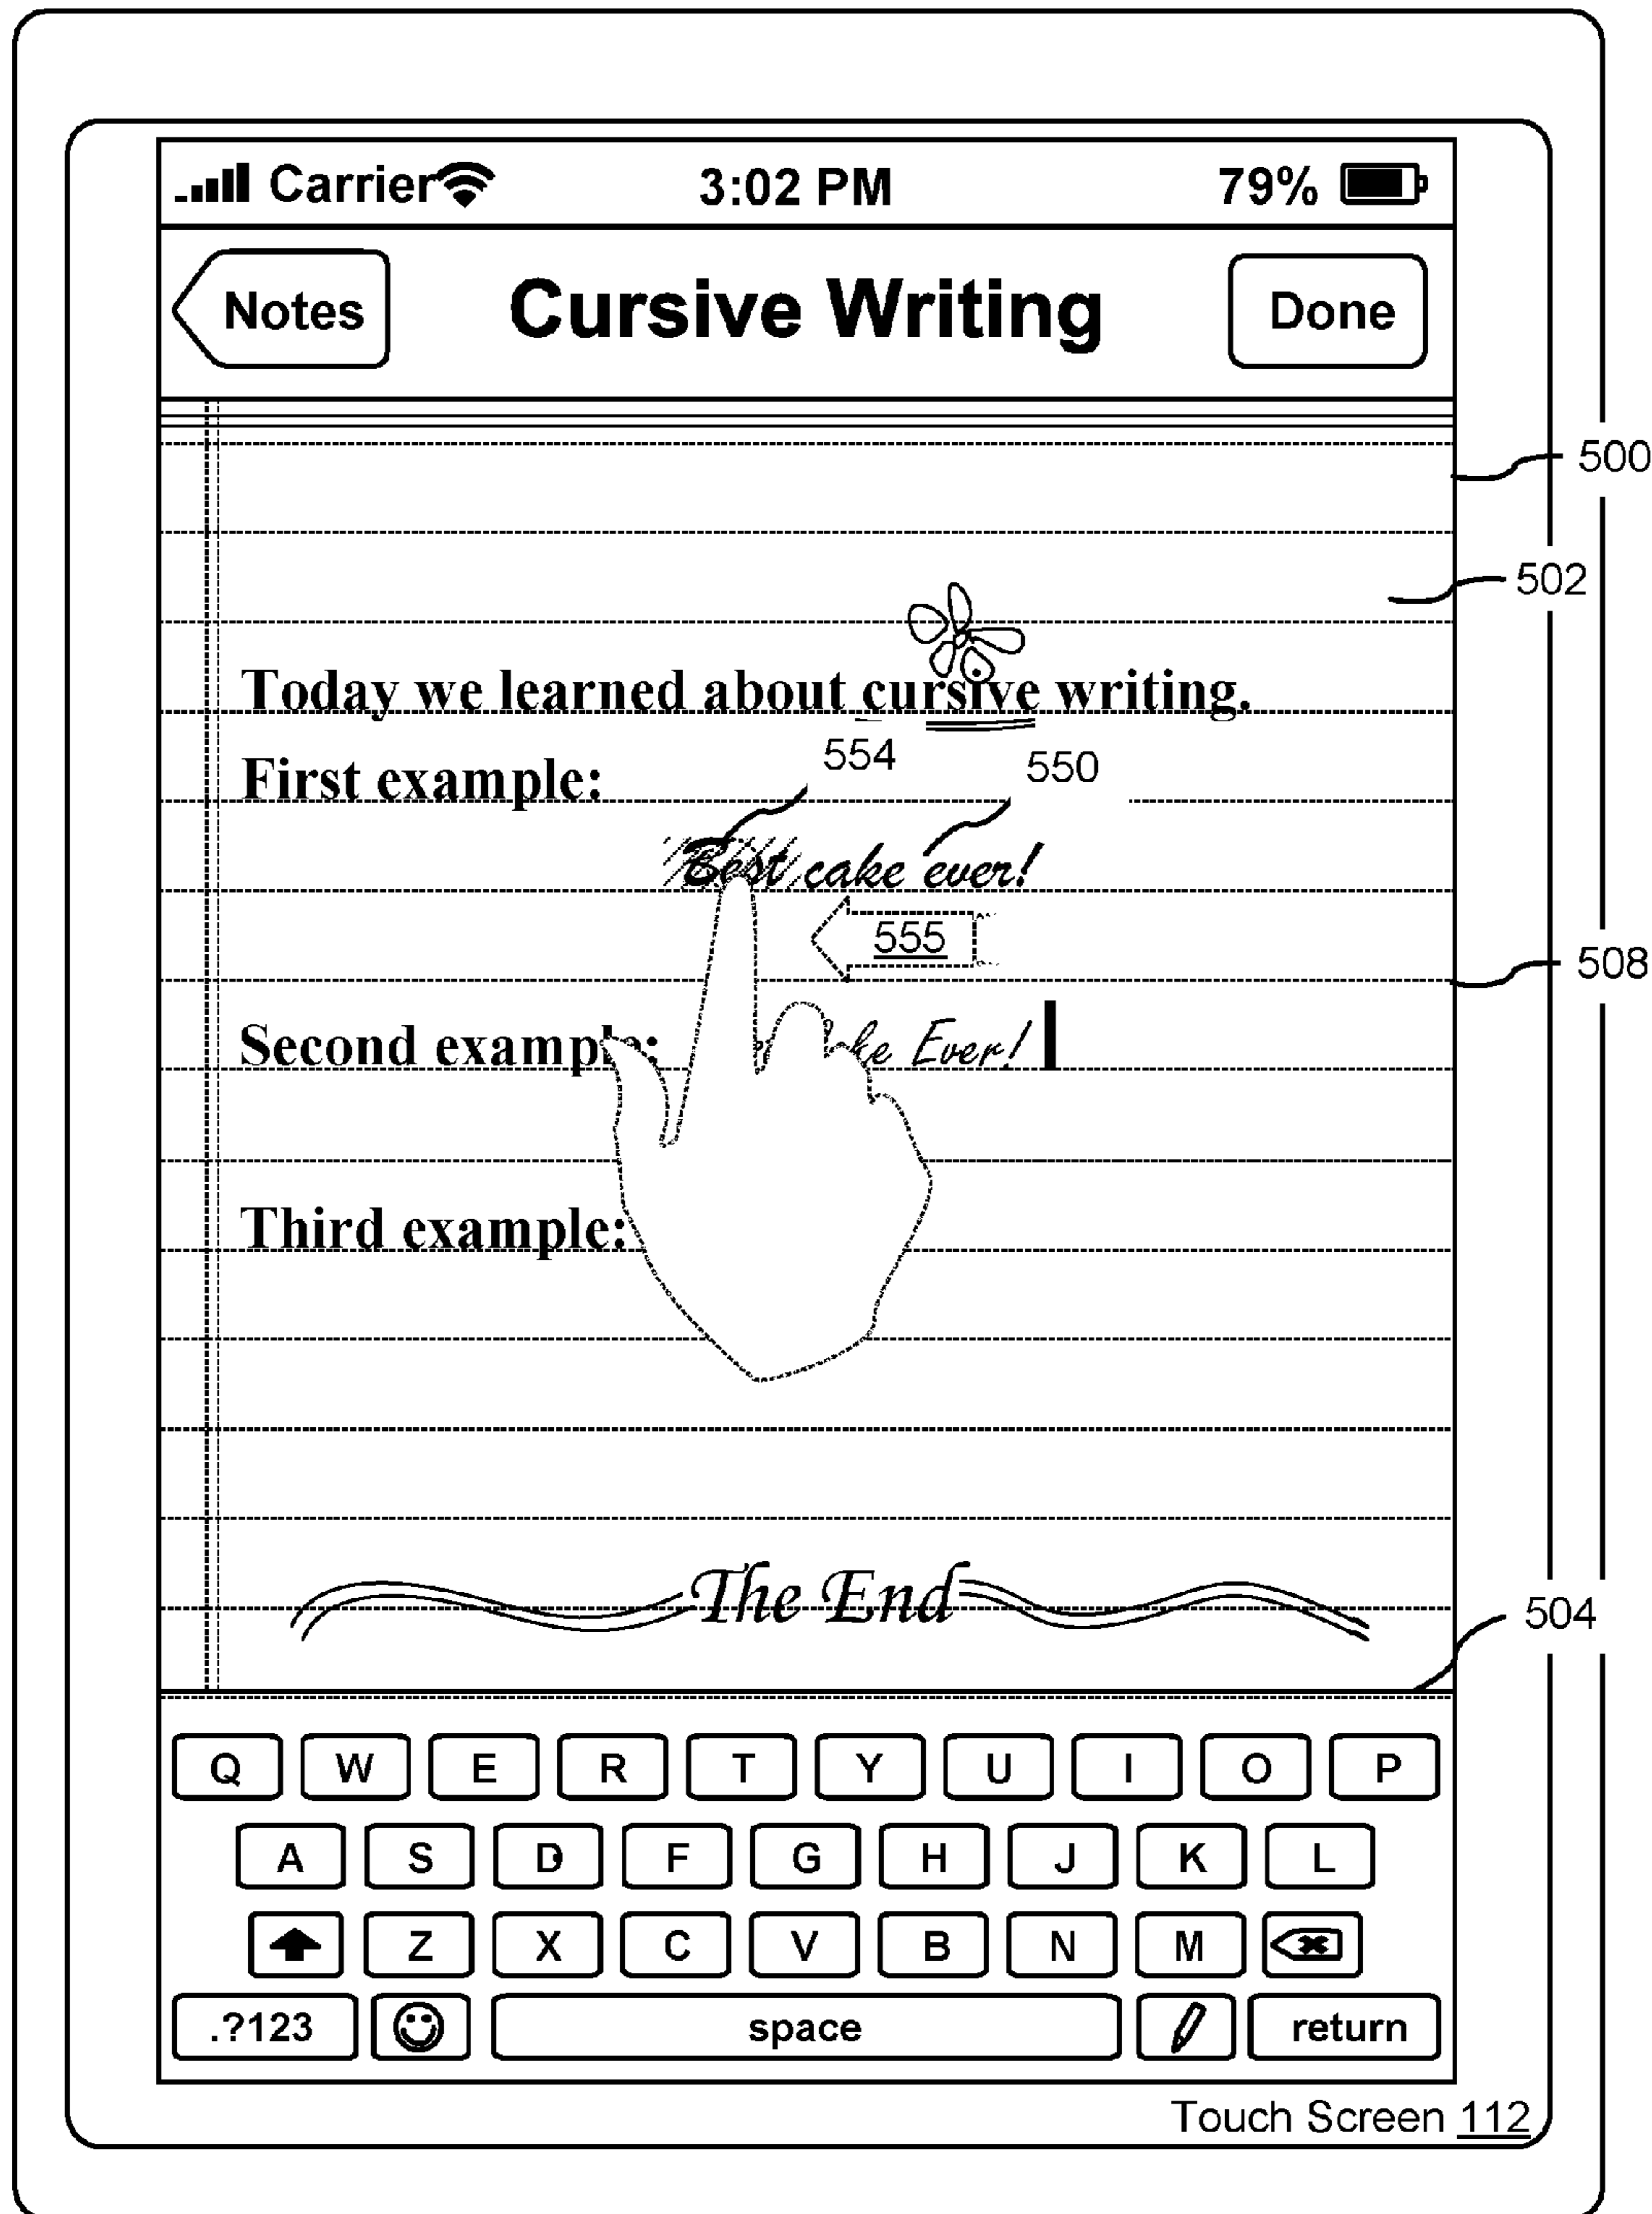 Carrier 3:02 PM 79%
Notes Cursive Writing Done
500
502
Today we learned about cursive writing.
554 550
First example:
Best cake ever!
555
508
Second example: Ever!
Third example:
The End
504
Q W E R T Y U I O P
A S D F G H J K L
Z X C V B N M
.?123 space return
Touch Screen 112